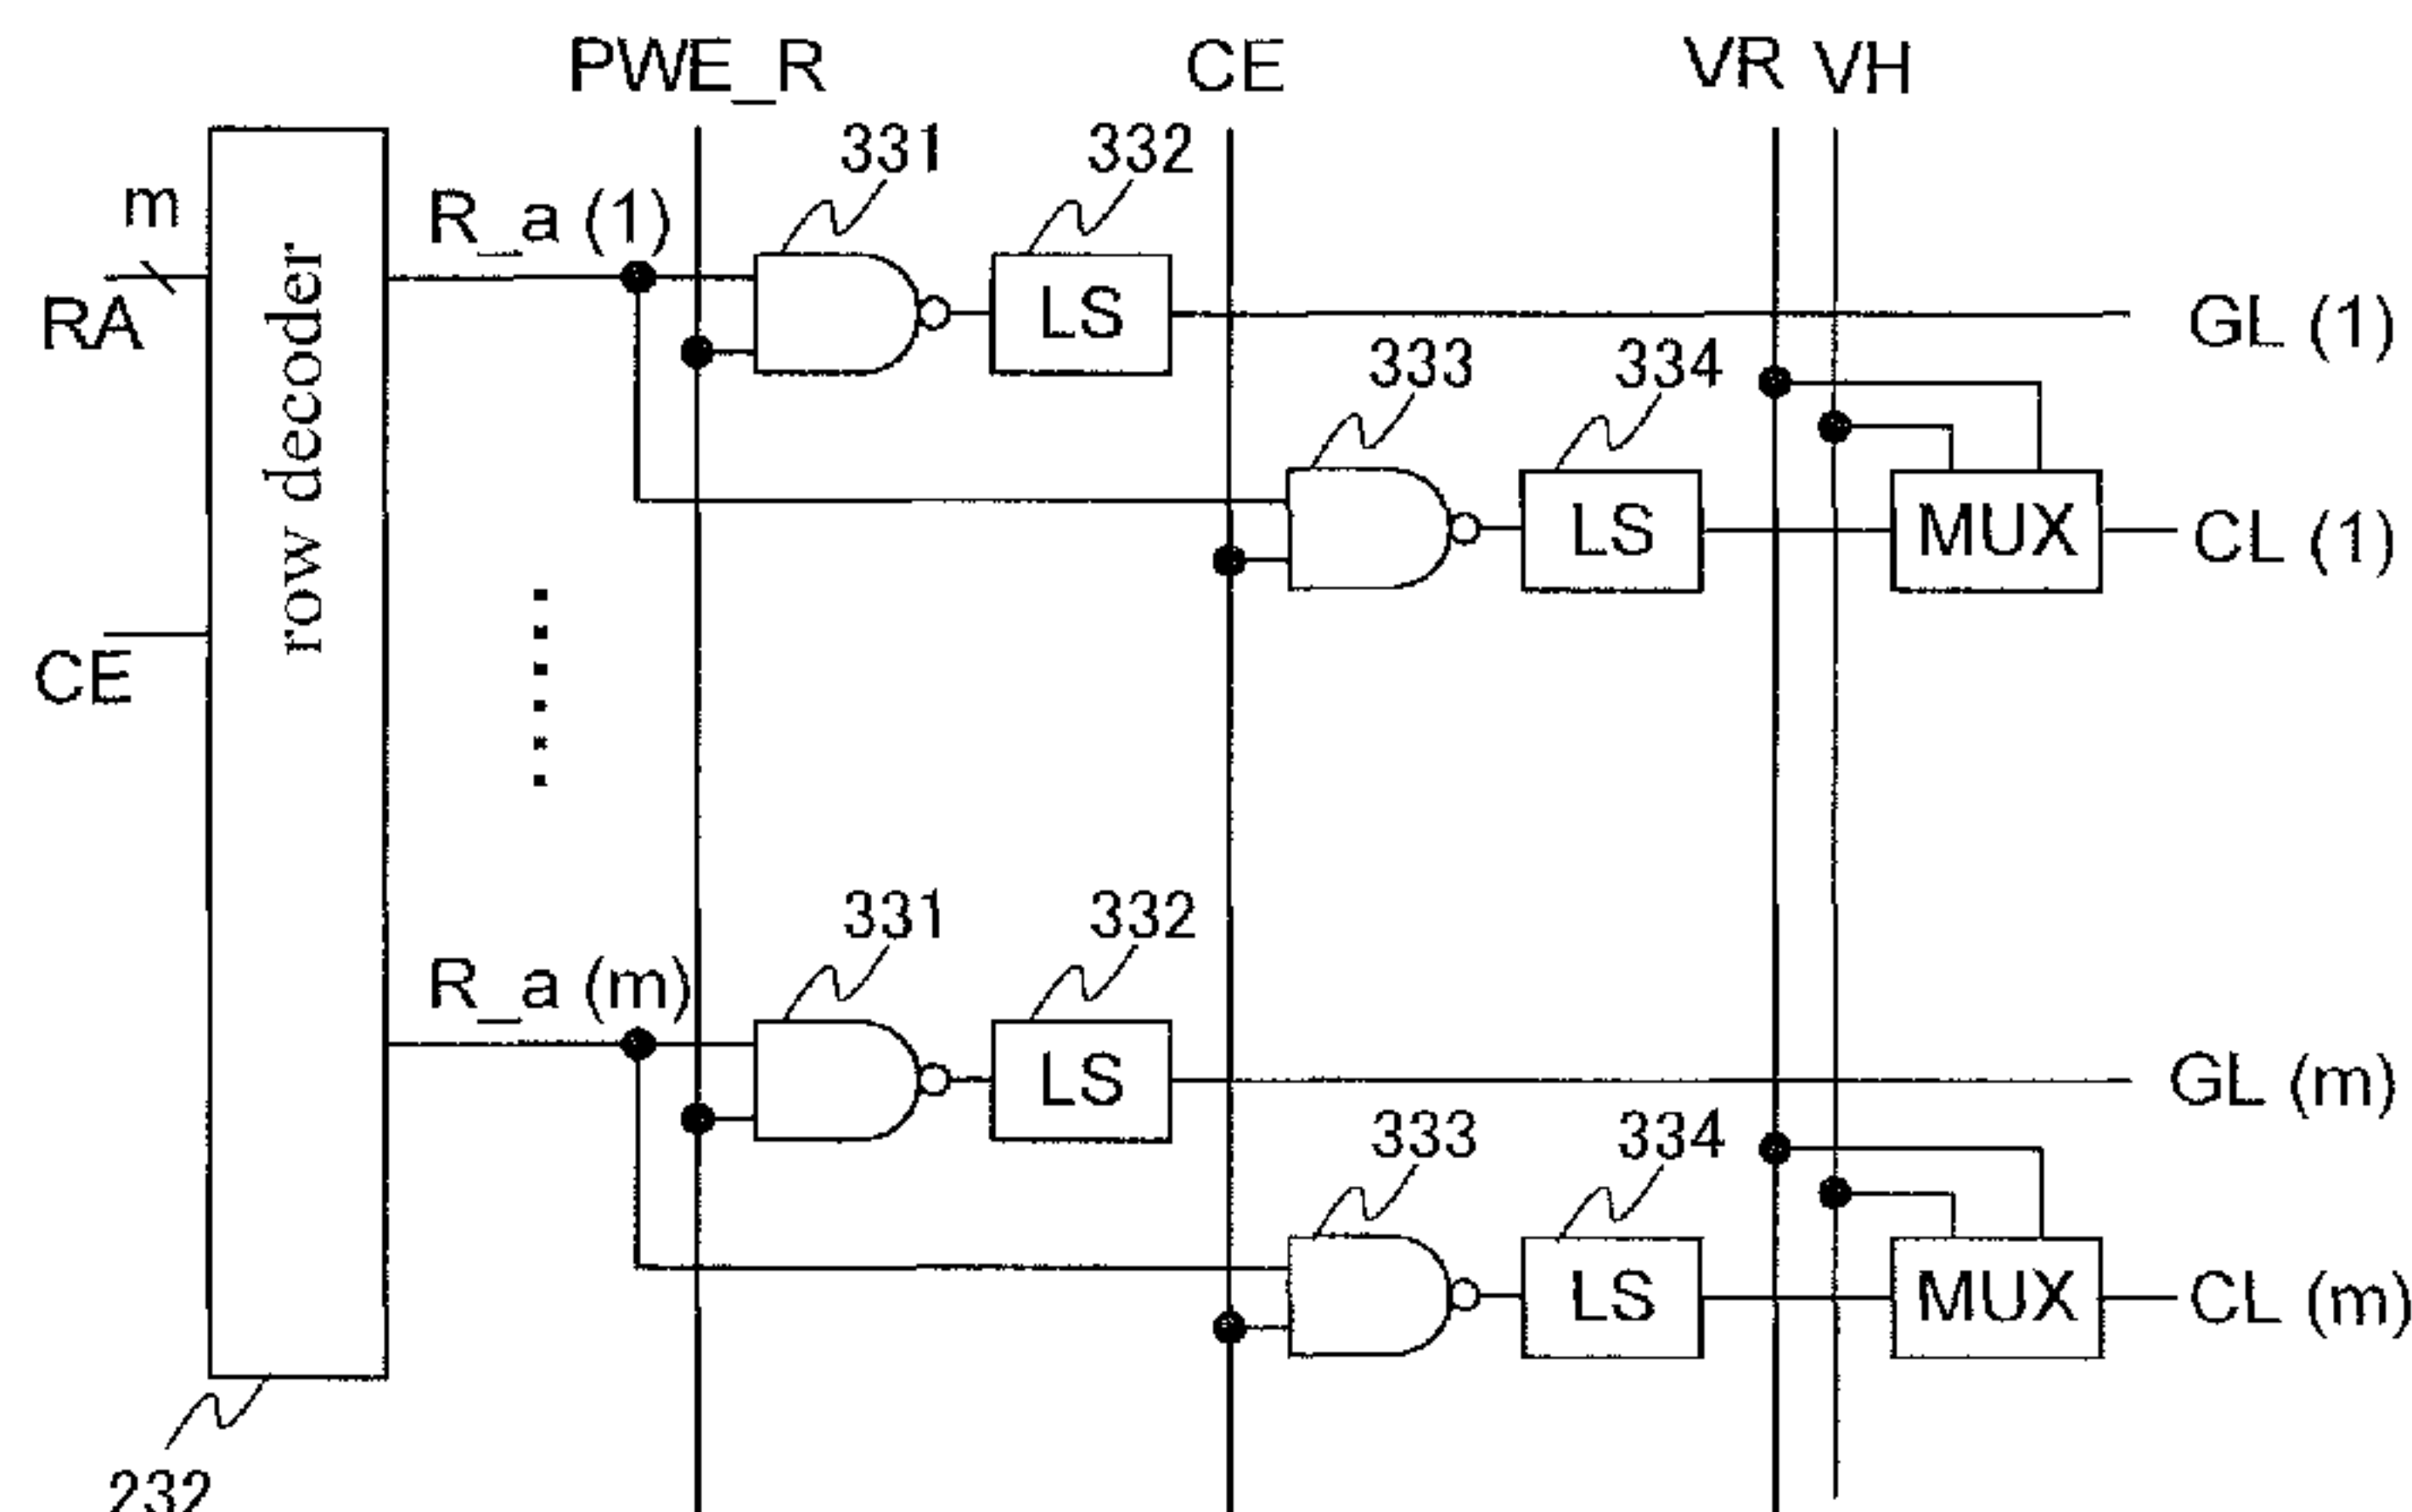 PWE_R CE VR VH
331 332
m R_a (1)
RA
row decoder
LS GL (1)
333 334
LS MUX CL (1)
CE
331 332
R_a (m)
LS GL (m)
333 334
LS MUX CL (m)
232